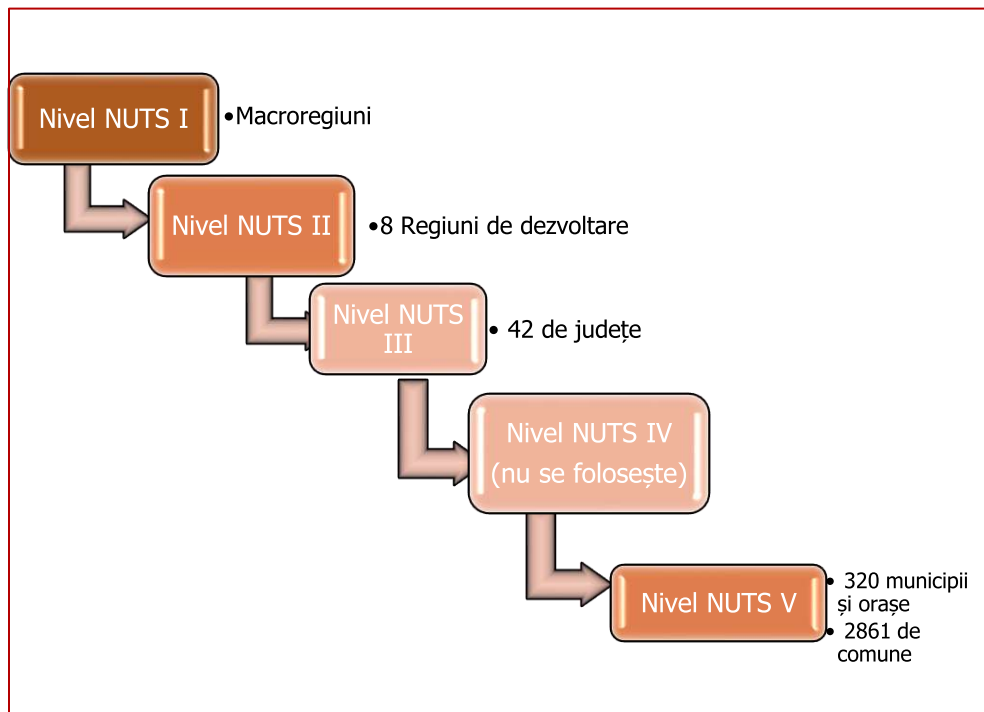 Nivel NUTS I
•Macroregiuni
Nivel NUTS II
•8 Regiuni de dezvoltare
Nivel NUTS
III
• 42 de județe
Nivel NUTS IV
(nu se folosește)
Nivel NUTS V
• 320 municipii
și orașe
• 2861 de
comune